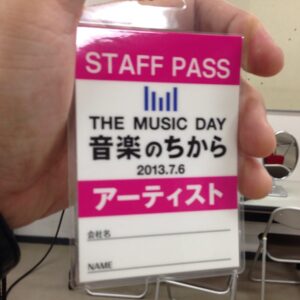 STAFF PASS
THE MUSIC DAY
音楽のちから
2013.7.6
アーティスト
会社名
NAME